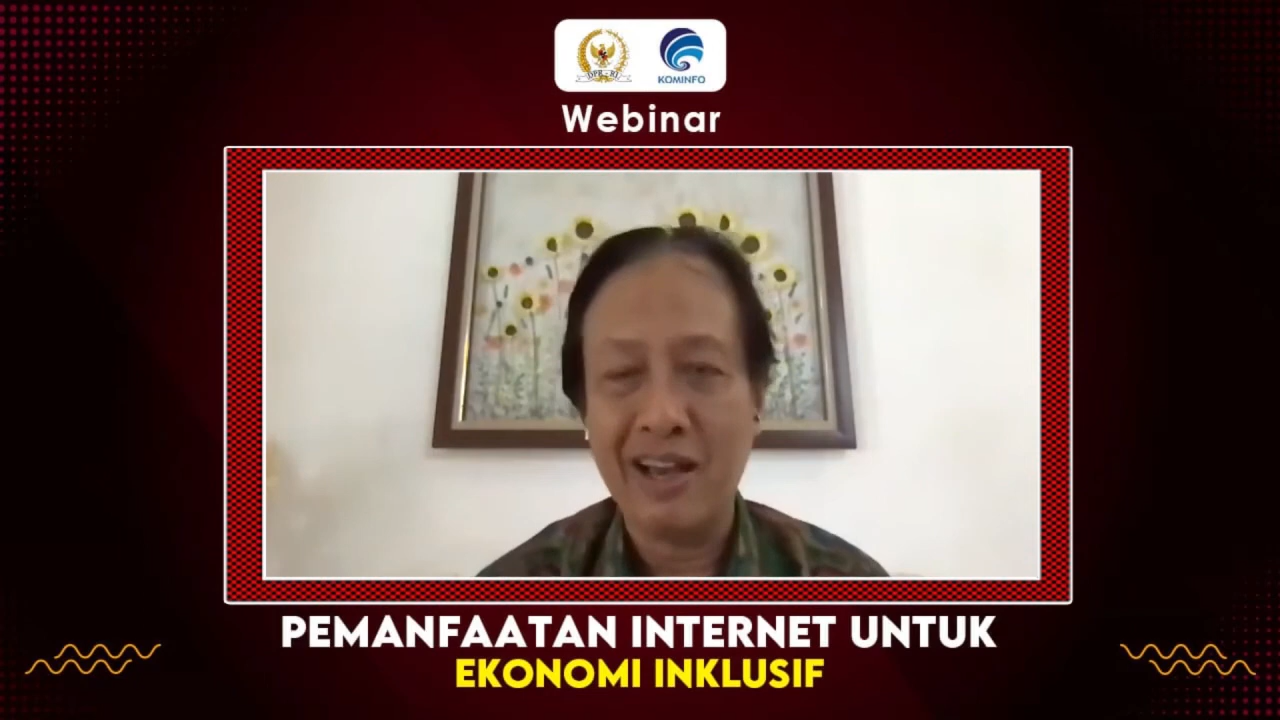 DPR-RI
KOMINFO
Webinar
PEMANFAATAN INTERNET UNTUK
EKONOMI INKLUSIF